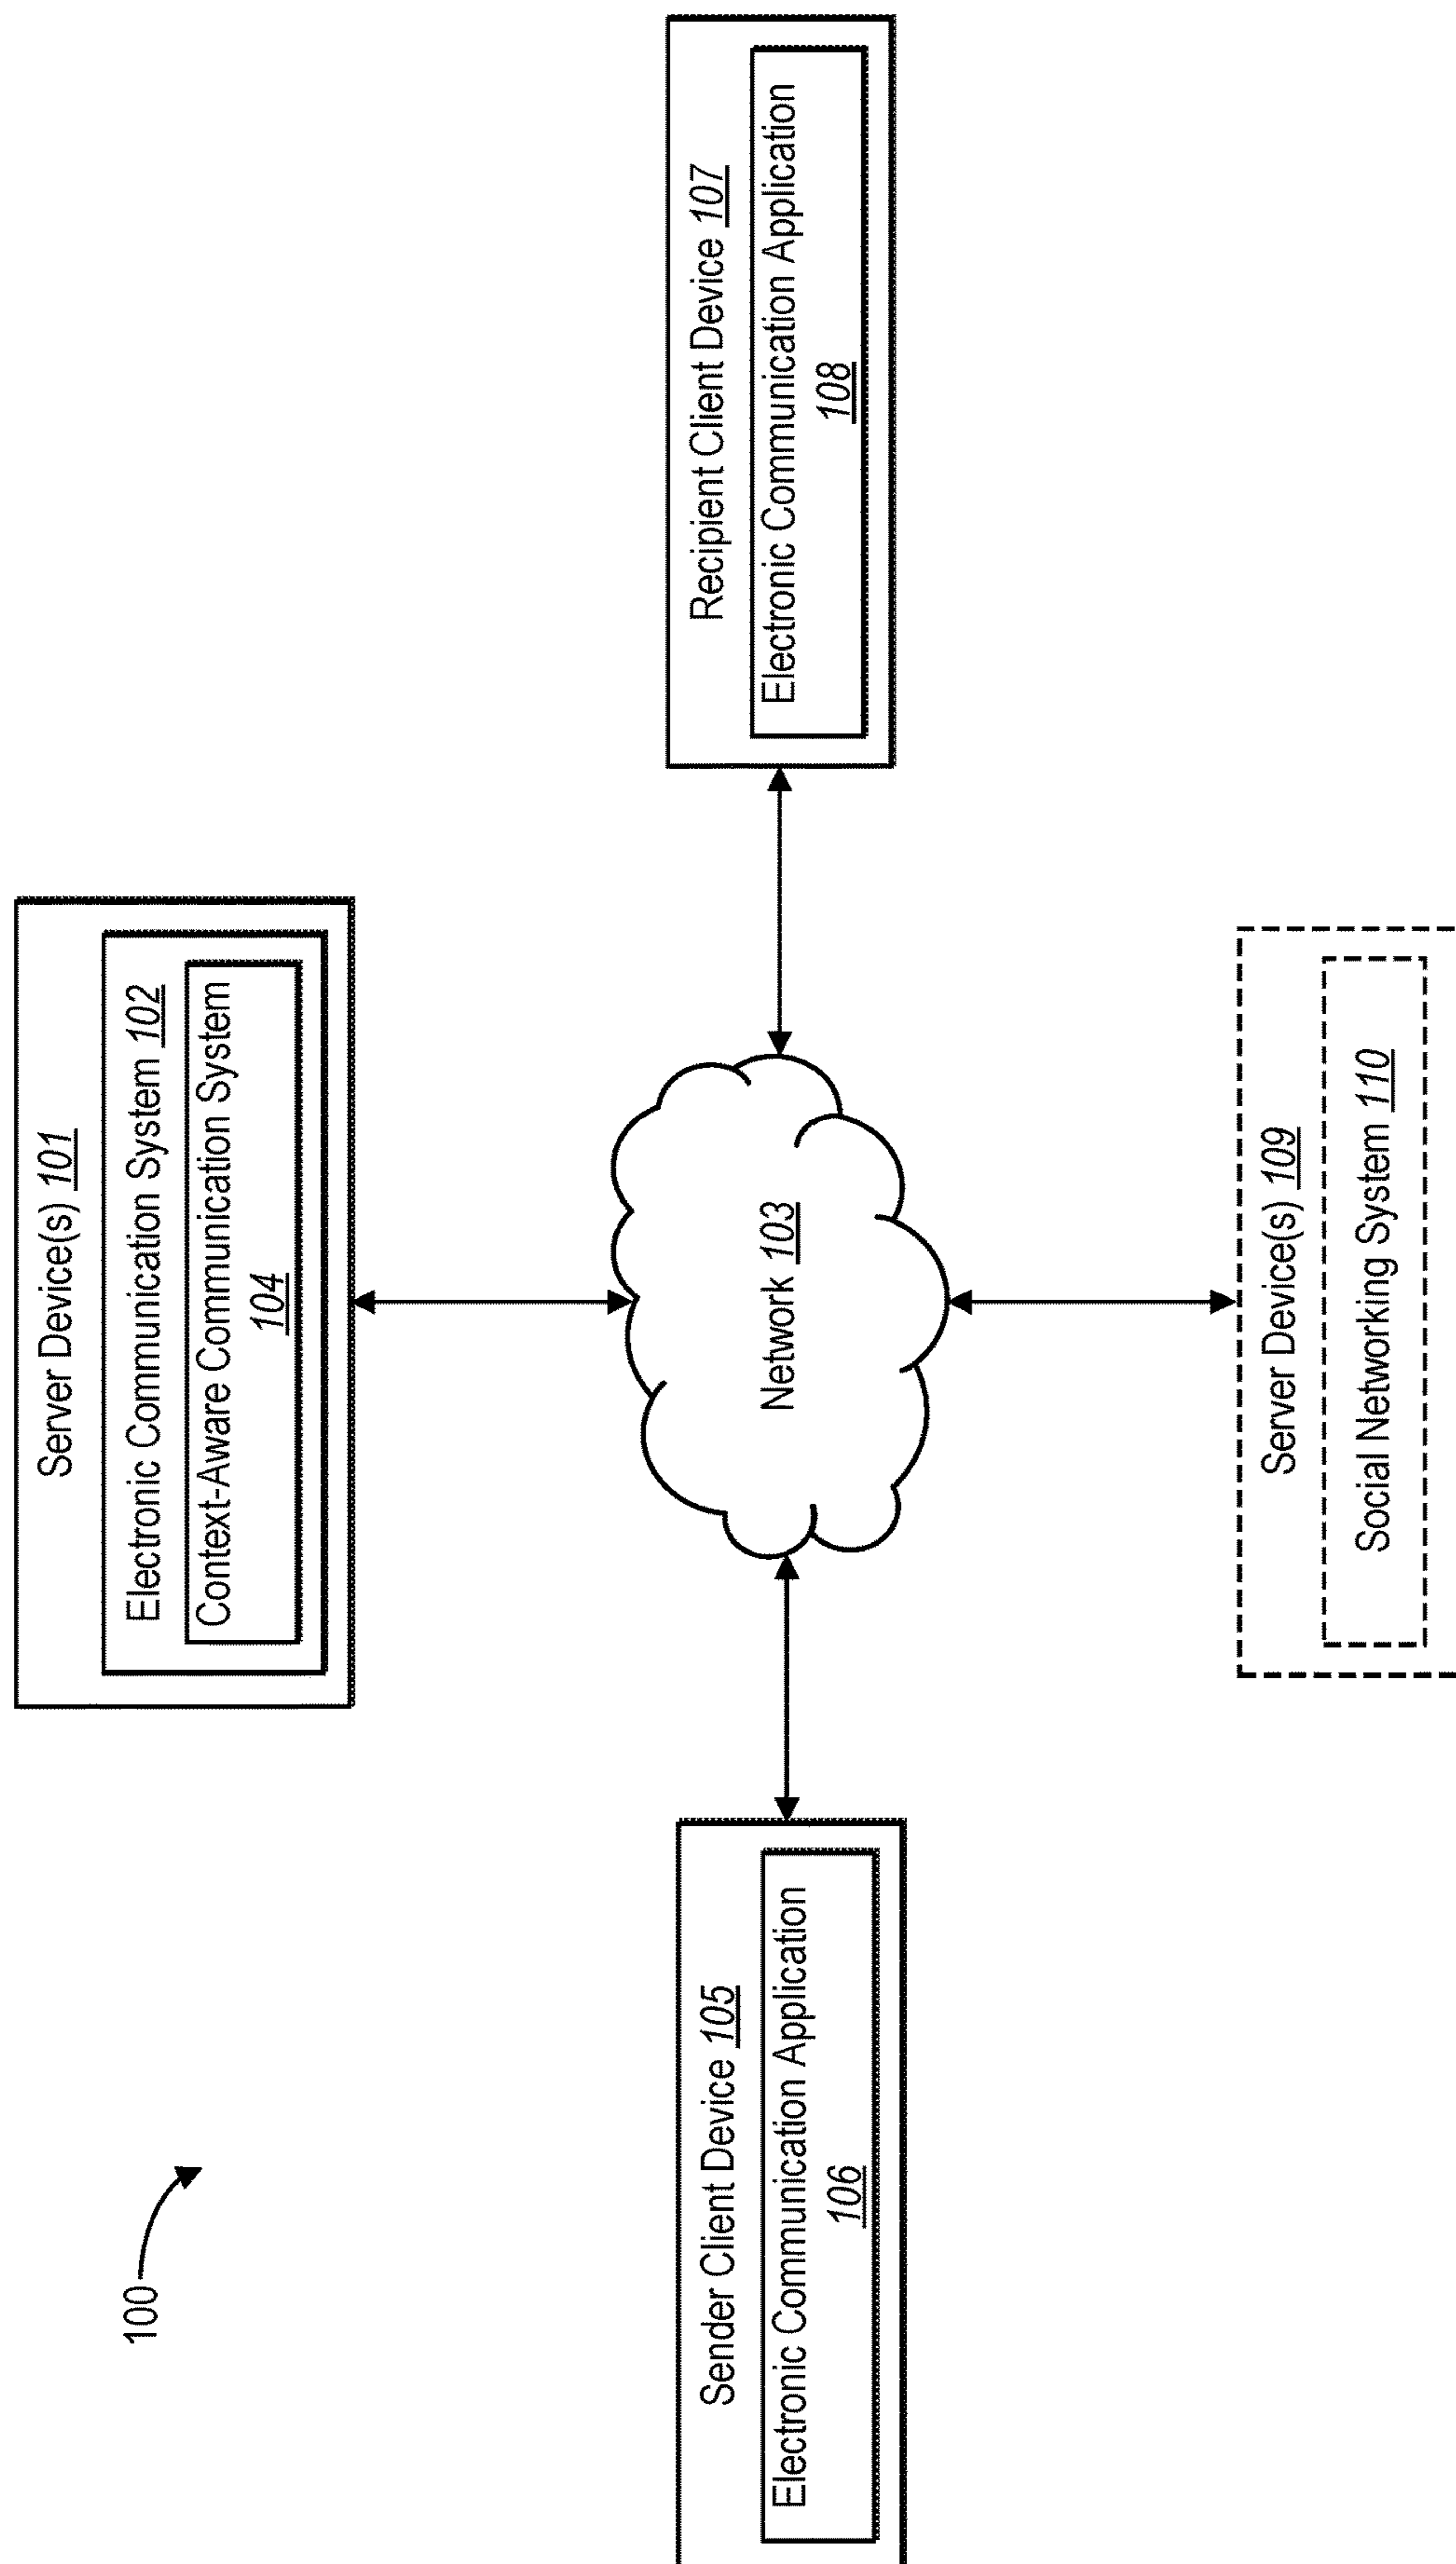 100
Server Device(s) 101
Electronic Communication System 102
Context-Aware Communication System
104
Sender Client Device 105
Electronic Communication Application
106
Network 103
Recipient Client Device 107
Electronic Communication Application
108
Server Device(s) 109
Social Networking System 110